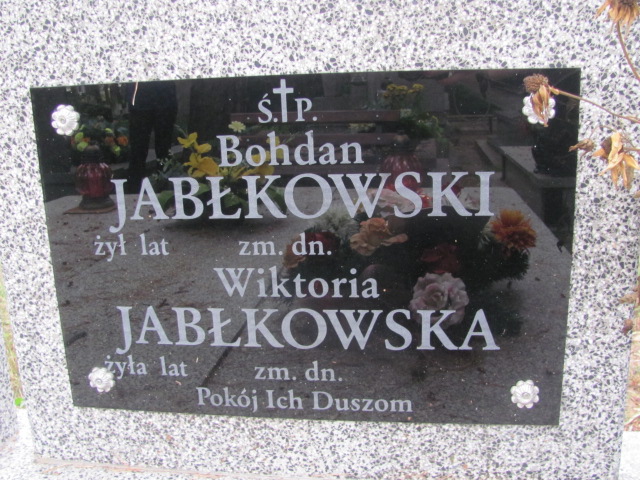 Ś.†P.
Bohdan
JABŁKOWSKI
żył lat zm. dn.
Wiktoria
JABŁKOWSKA
żyła lat zm. dn.
Pokój Ich Duszom